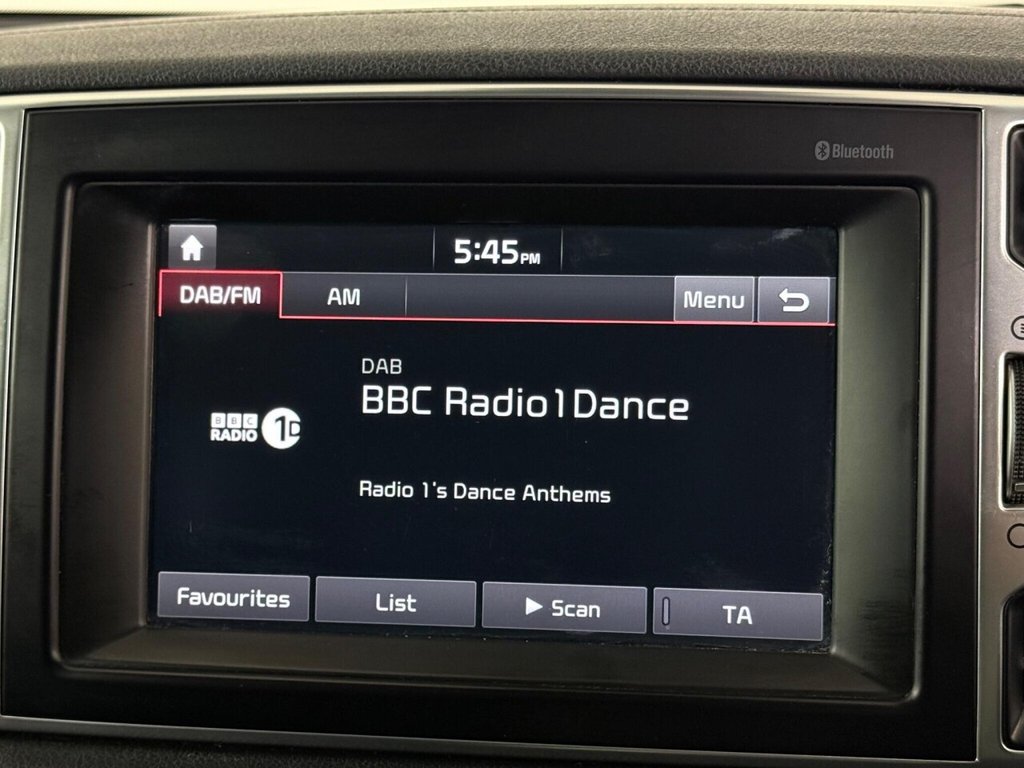 Bluetooth
5:45PM
DAB/FM AM Menu
DAB
BBC Radio1Dance
BBC
RADIO 1D
Radio 1's Dance Anthems
Favourites List Scan TA